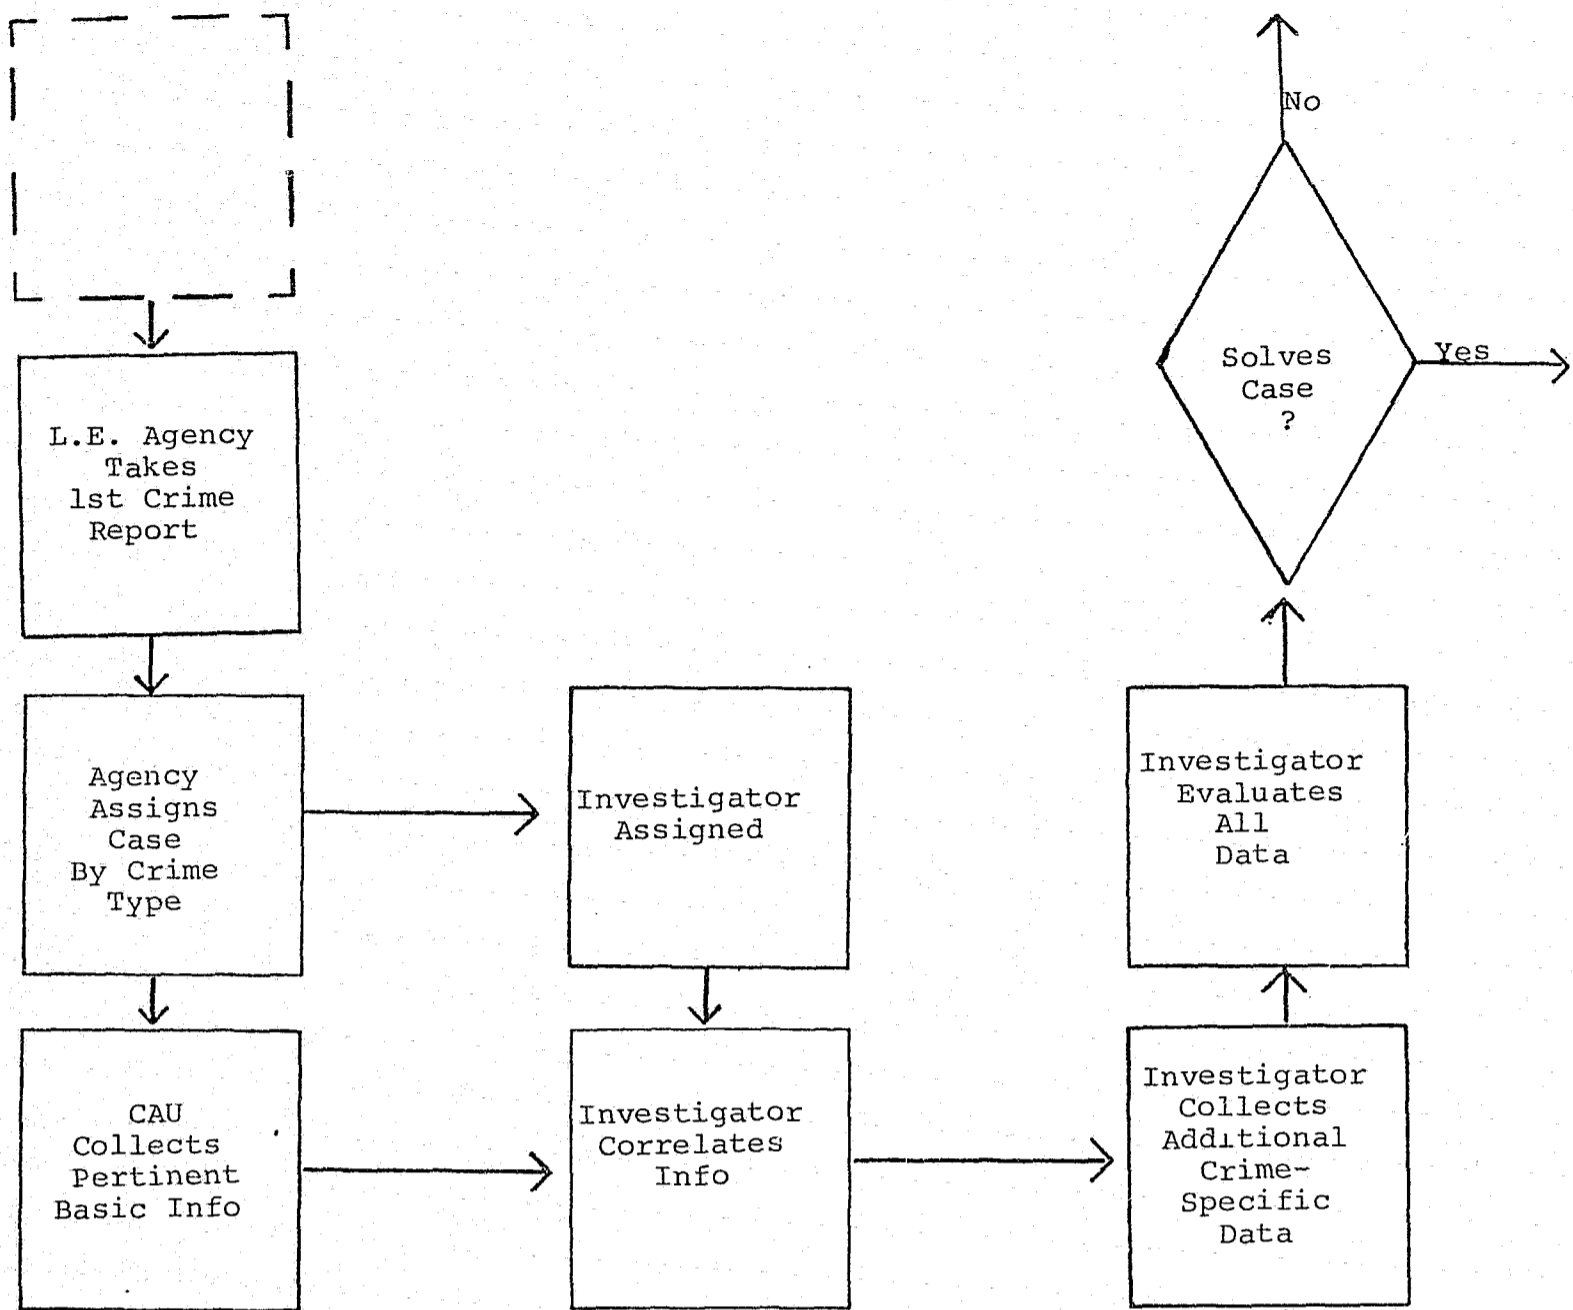 L.E. Agency
Takes
1st Crime
Report
Agency
Assigns
Case
By Crime
Type
CAU
Collects
Pertinent
Basic Info
Investigator
Assigned
Investigator
Correlates
Info
Investigator
Collects
Additional
Crime-
Specific
Data
Investigator
Evaluates
All
Data
Solves
Case
?
No
Yes